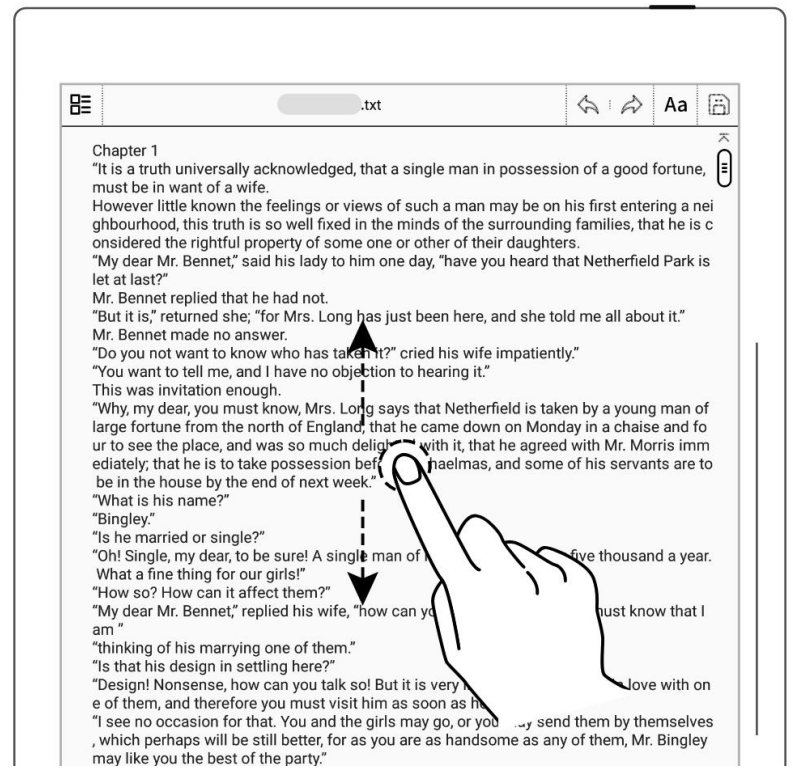 .txt
Aa
Chapter 1
“It is a truth universally acknowledged, that a single man in possession of a good fortune,
must be in want of a wife.
However little known the feelings or views of such a man may be on his first entering a nei
ghbourhood, this truth is so well fixed in the minds of the surrounding families, that he is c
onsidered the rightful property of some one or other of their daughters.
“My dear Mr. Bennet,” said his lady to him one day, “have you heard that Netherfield Park is
let at last?”
Mr. Bennet replied that he had not.
“But it is,” returned she; “for Mrs. Long has just been here, and she told me all about it.”
Mr. Bennet made no answer.
“Do you not want to know who has taken it?” cried his wife impatiently.”
“You want to tell me, and I have no objection to hearing it.”
This was invitation enough.
“Why, my dear, you must know, Mrs. Long says that Netherfield is taken by a young man of
large fortune from the north of England; that he came down on Monday in a chaise and fo
ur to see the place, and was so much delighted with it, that he agreed with Mr. Morris imm
ediately; that he is to take possession haelmas, and some of his servants are to
be in the house by the end of next week.”
“What is his name?”
“Bingley.”
“Is he married or single?”
“Oh! Single, my dear, to be sure! A single man of five thousand a year.
What a fine thing for our girls!”
“How so? How can it affect them?”
“My dear Mr. Bennet,” replied his wife, “how can must know that I
am ”
“thinking of his marrying one of them.”
“Is that his design in settling here?”
“Design! Nonsense, how can you talk so! But it is very love with on
e of them, and therefore you must visit him as soon as
“I see no occasion for that. You and the girls may go, or you may send them by themselves
, which perhaps will be still better, for as you are as handsome as any of them, Mr. Bingley
may like you the best of the party.”